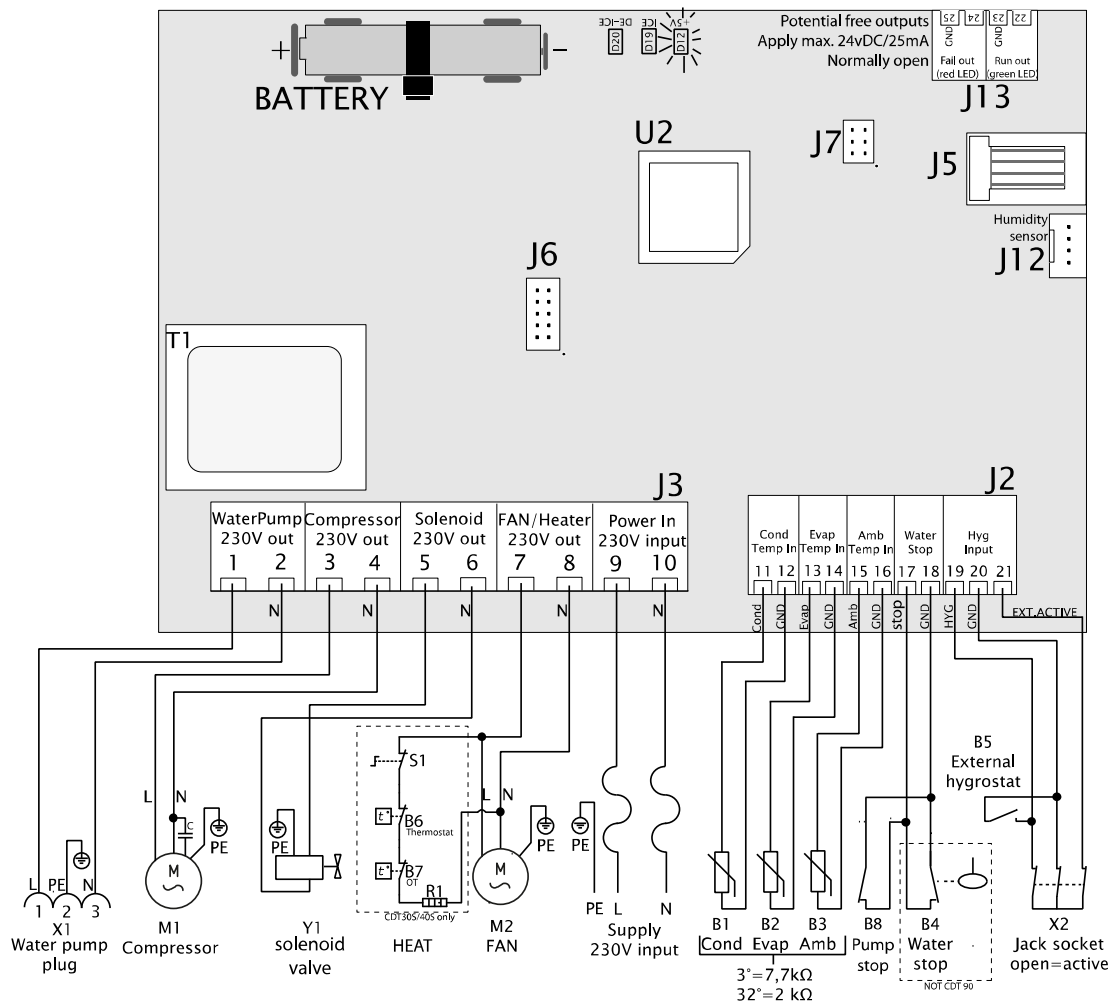 BATTERY
+
-
D20 DE-ICE
D19 ICE
D12 +5V
Potential free outputs
Apply max. 24vDC/25mA
Normally open
25 24 23 22
GND GND
Fail out
(red LED)
Run out
(green LED)
J13
U2
J7
J5
Humidity
sensor
J12
J6
T1
J3
WaterPump
230V out
1 2
Compressor
230V out
3 4
Solenoid
230V out
5 6
FAN/Heater
230V out
7 8
Power In
230V input
9 10
N N N N N
J2
Cond
Temp In
11 12
Evap
Temp In
13 14
Amb
Temp In
15 16
Water
Stop
17 18
Hyg
Input
19 20 21
Cond GND Evap GND Amb GND stop GND HYG GND EXT.ACTIVE
L PE N
1 2 3
X1
Water pump
plug
L N
C
PE
M
~
M1
Compressor
PE
Y1
solenoid
valve
S1
t°
B6
Thermostat
t°
B7
OT
R1
CDT30S/40S only
HEAT
L N
PE
M
~
M2
FAN
PE
PE L N
Supply
230V input
B1
Cond
B2
Evap
B3
Amb
3°=7,7kΩ
32°=2 kΩ
B8
Pump
stop
B4
Water
stop
NOT CDT 90
B5
External
hygrostat
X2
Jack socket
open=active